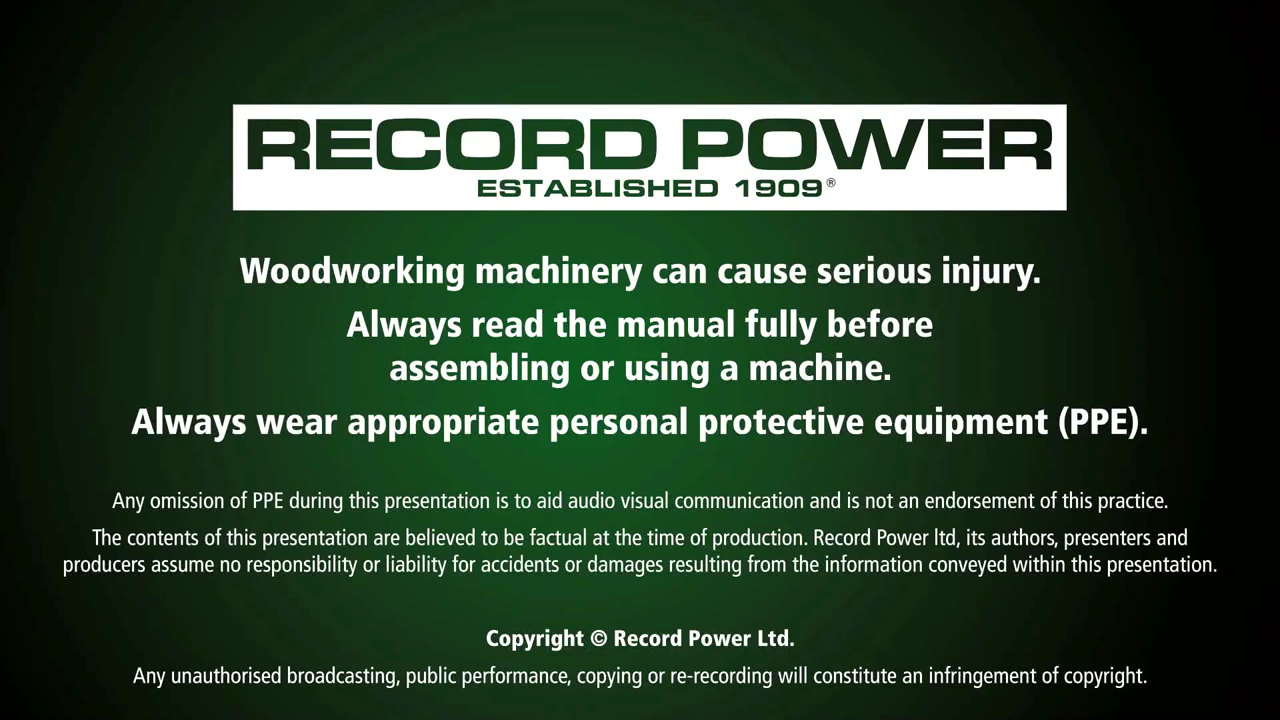 RECORD POWER
ESTABLISHED 1909®
Woodworking machinery can cause serious injury.
Always read the manual fully before
assembling or using a machine.
Always wear appropriate personal protective equipment (PPE).
Any omission of PPE during this presentation is to aid audio visual communication and is not an endorsement of this practice.
The contents of this presentation are believed to be factual at the time of production. Record Power ltd, its authors, presenters and
producers assume no responsibility or liability for accidents or damages resulting from the information conveyed within this presentation.
Copyright © Record Power Ltd.
Any unauthorised broadcasting, public performance, copying or re-recording will constitute an infringement of copyright.